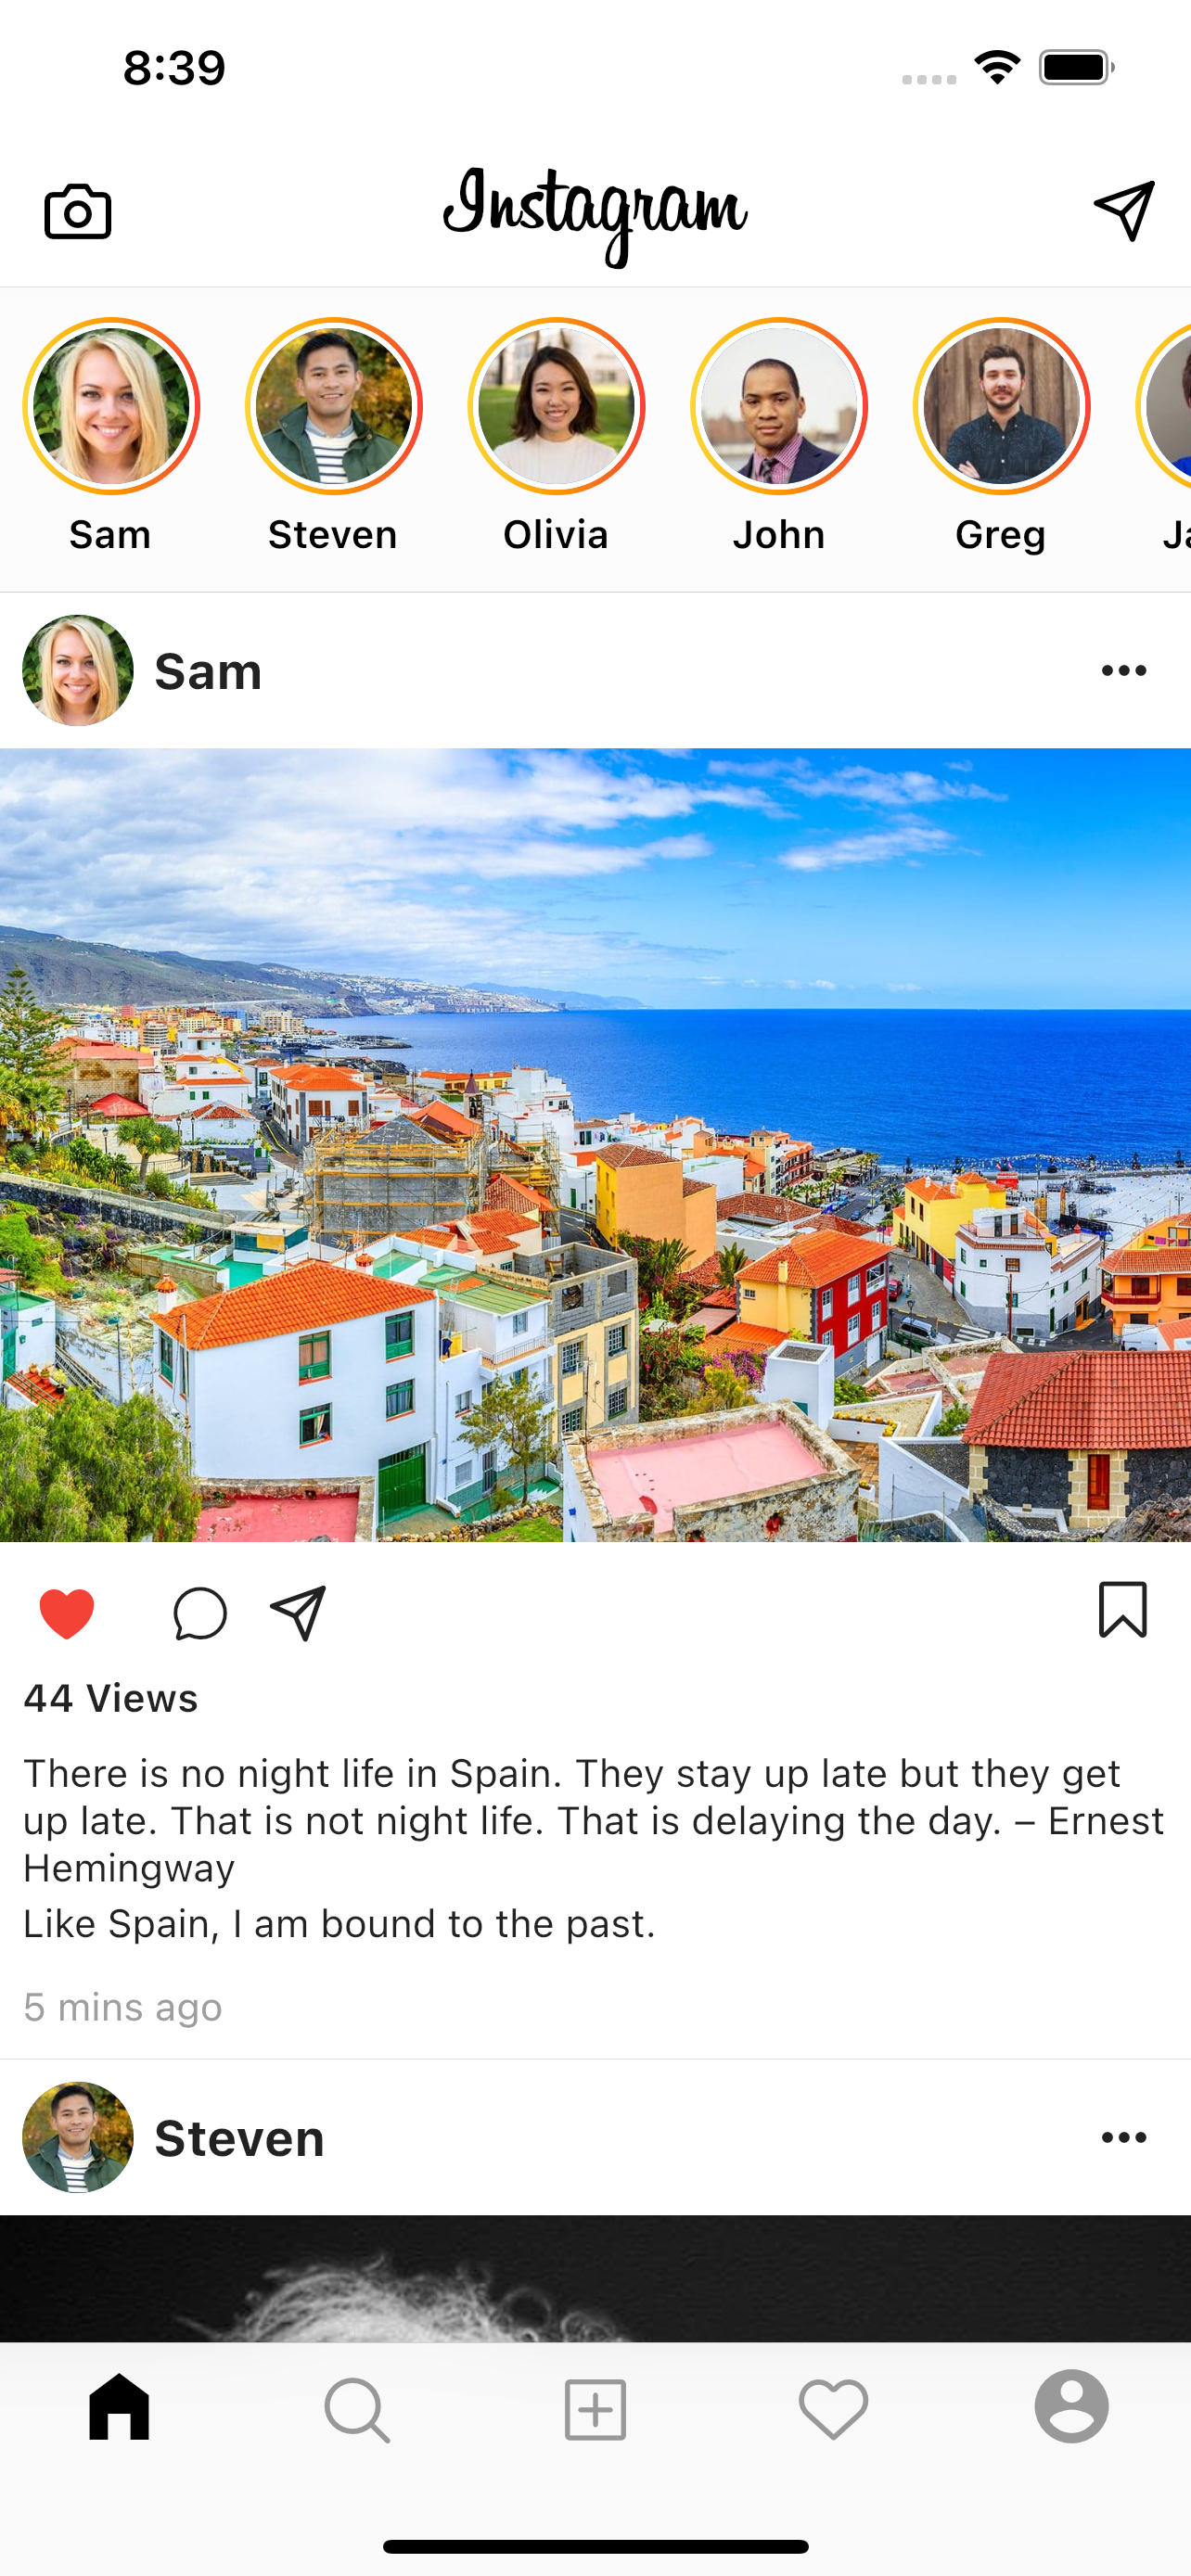 8:39
Instagram
Sam
Steven
Olivia
John
Greg
Sam
44 Views
There is no night life in Spain. They stay up late but they get
up late. That is not night life. That is delaying the day. – Ernest
Hemingway
Like Spain, I am bound to the past.
5 mins ago
Steven